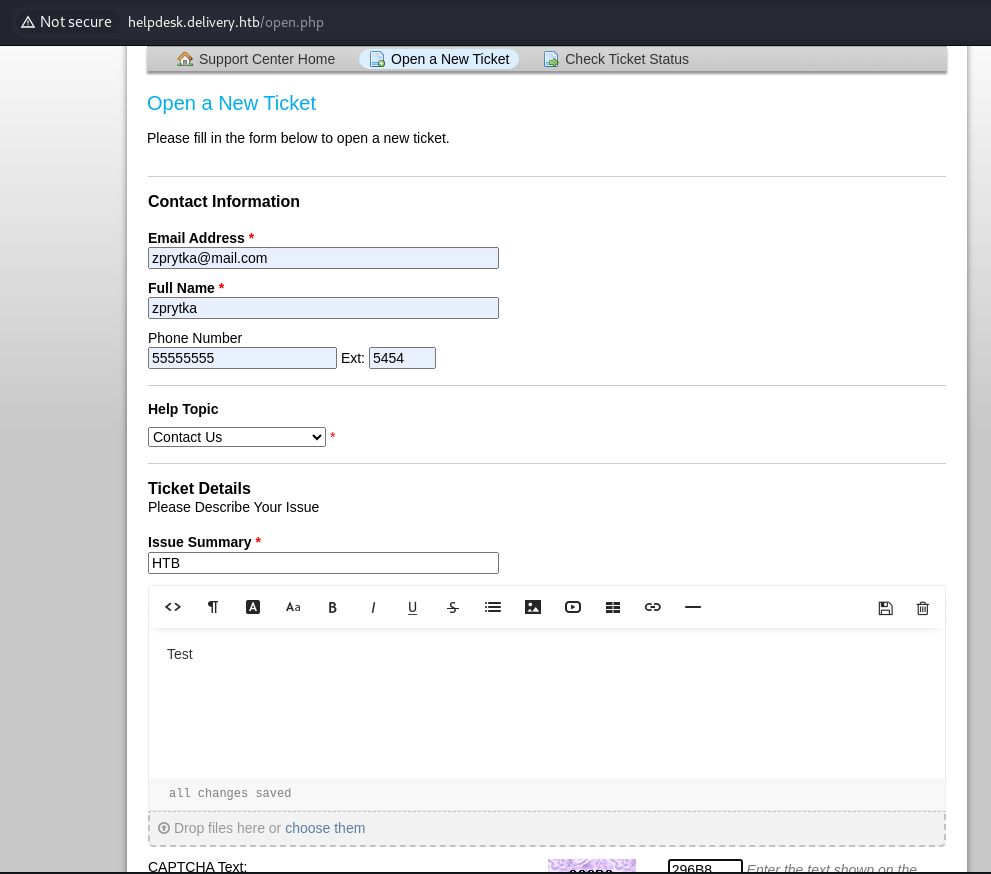 Not secure helpdesk.delivery.htb/open.php
Support Center Home Open a New Ticket Check Ticket Status
Open a New Ticket
Please fill in the form below to open a new ticket.
Contact Information
Email Address *
zprytka@mail.com
Full Name *
zprytka
Phone Number
55555555 Ext: 5454
Help Topic
Contact Us *
Ticket Details
Please Describe Your Issue
Issue Summary *
HTB
<> ¶ A Aa B I U S
Test
all changes saved
Drop files here or choose them
CAPTCHA Text: 296B8 Enter the text shown on the